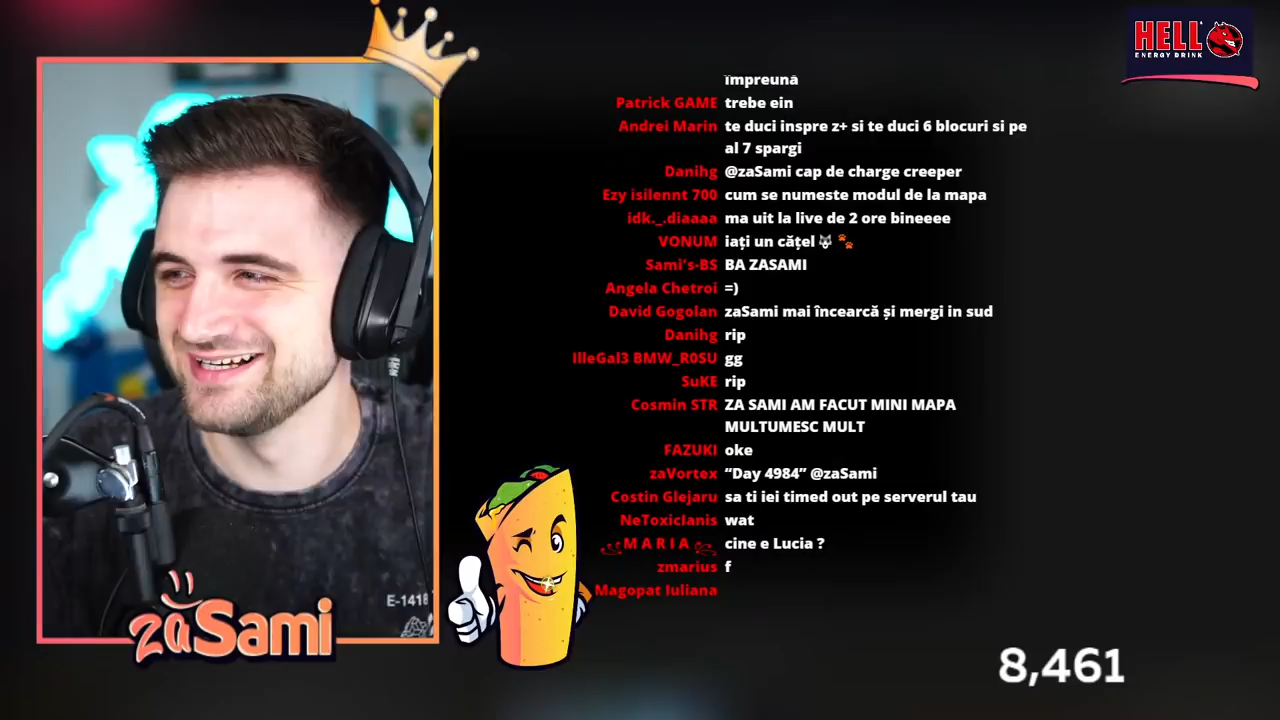 HELL
ENERGY DRINK
împreună
Patrick GAME trebe ein
Andrei Marin te duci inspre z+ si te duci 6 blocuri si pe
al 7 spargi
Danihg @zaSami cap de charge creeper
Ezy isilennt 700 cum se numeste modul de la mapa
idk._.diaaaa ma uit la live de 2 ore bineeee
VONUM iați un cățel 🐺 🐾
Sami's-BS BA ZASAMI
Angela Chetroi =)
David Gogolan zaSami mai încearcă și mergi in sud
Danihg rip
IlleGal3 BMW_R0SU gg
SuKE rip
Cosmin STR ZA SAMI AM FACUT MINI MAPA
MULTUMESC MULT
FAZUKI oke
zaVortex “Day 4984” @zaSami
Costin Glejaru sa ti iei timed out pe serverul tau
NeToxicIanis wat
M A R I A cine e Lucia ?
zmarius f
Magopat Iuliana
E-1418
zaSami
8,461